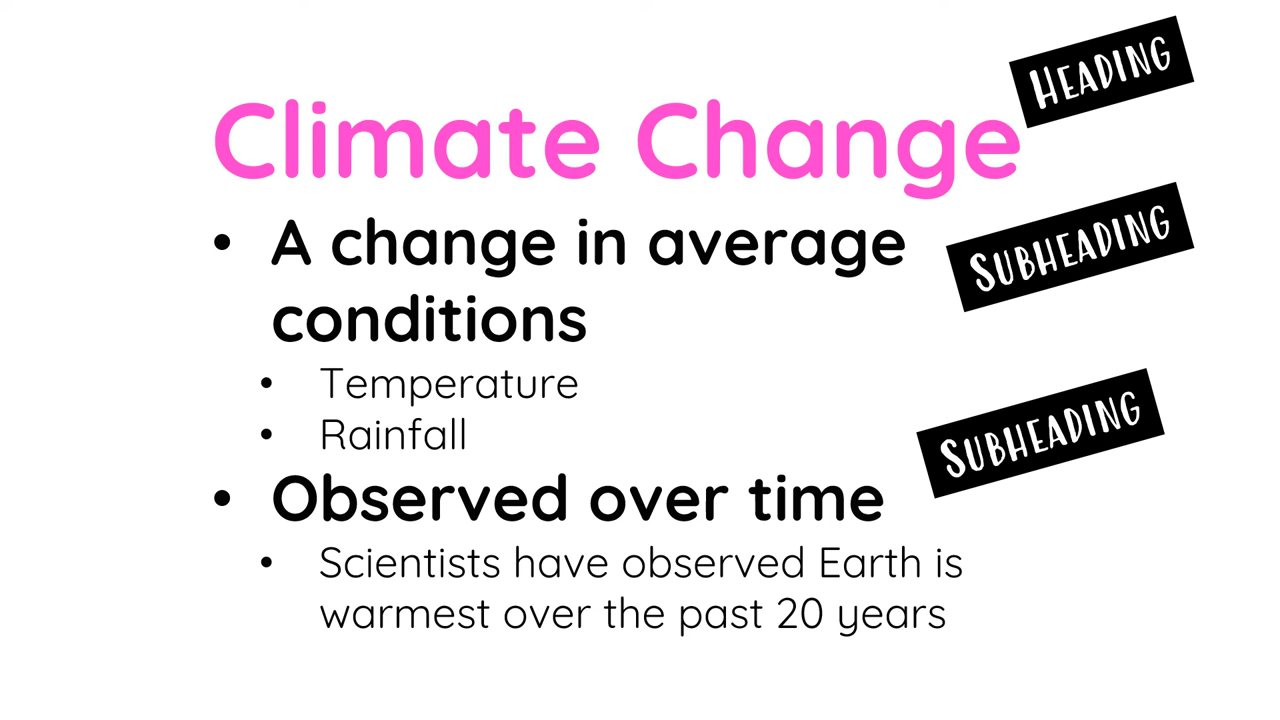 HEADING
Climate Change
• A change in average
conditions
SUBHEADING
• Temperature
• Rainfall
SUBHEADING
• Observed over time
• Scientists have observed Earth is
warmest over the past 20 years